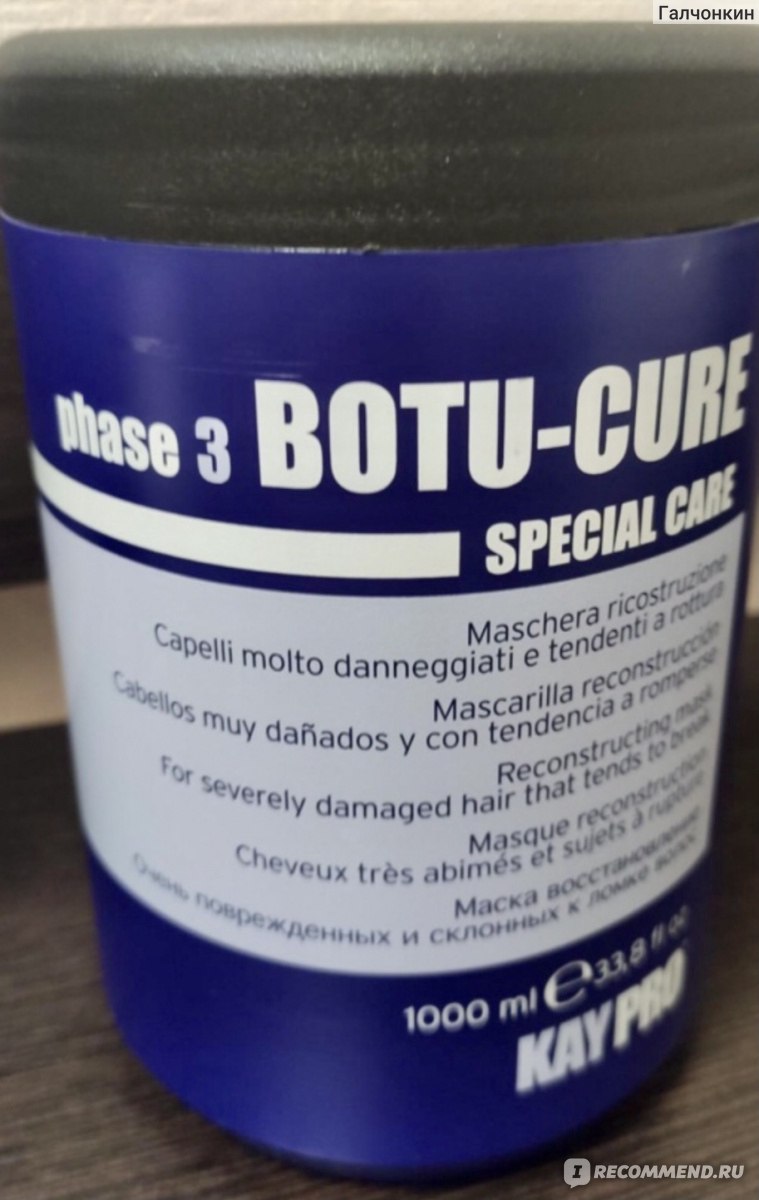 Галчонкин
phase 3 BOTU-CURE
SPECIAL CARE
Maschera ricostruzione
Capelli molto danneggiati e tendenti a rottura
Mascarilla reconstrucción
Cabellos muy dañados y con tendencia a romperse
Reconstructing mask
For severely damaged hair that tends to break
Masque reconstruction
Cheveux très abimés et sujets à rupture
Маска восстановление
Очень поврежденных и склонных к ломке волос
1000 ml e 33,8 fl oz
KAYPRO
IRECOMMEND.RU